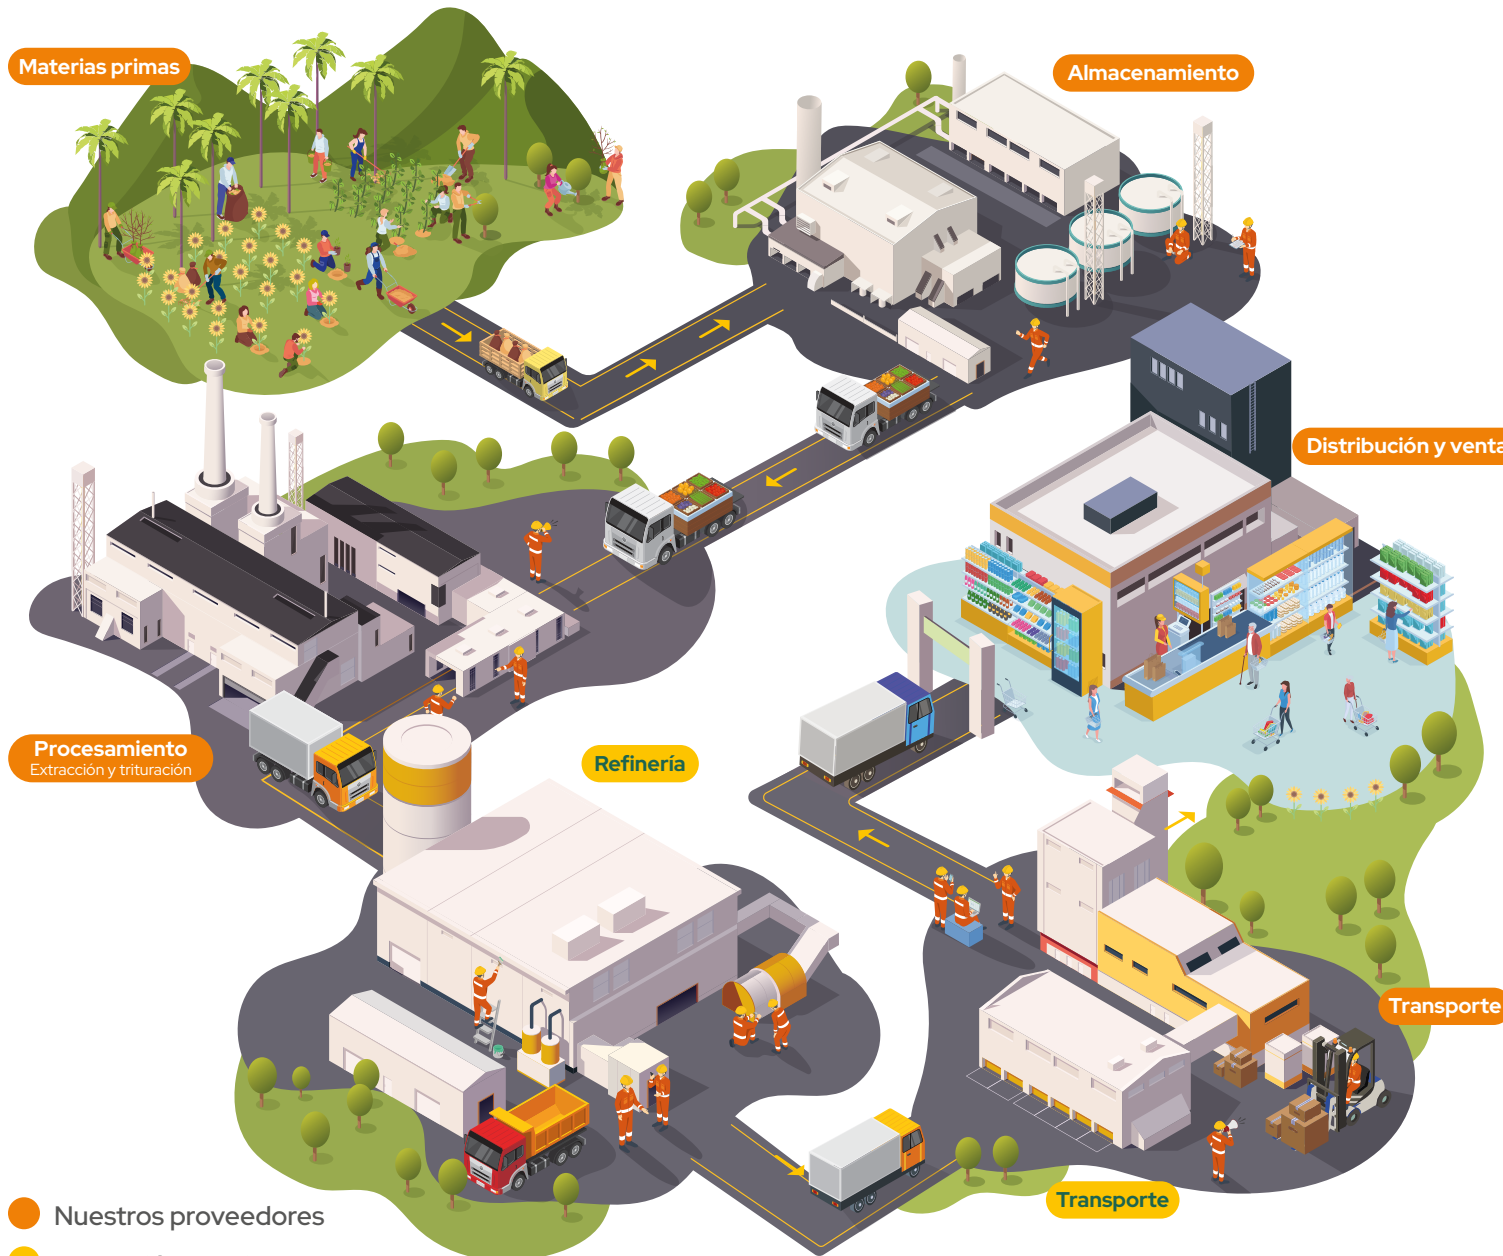 Materias primas
Almacenamiento
Distribución y venta
Procesamiento
Extracción y trituración
Refinería
Transporte
Transporte
Nuestros proveedores